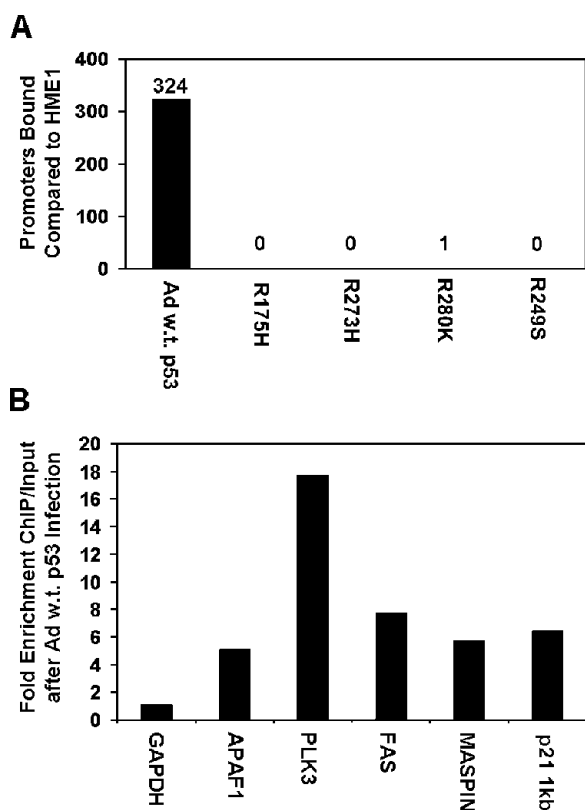 A
Promoters Bound
Compared to HME1
400
300
200
100
0
324
0
0
1
0
Ad w.t. p53
R175H
R273H
R280K
R249S
B
Fold Enrichment ChIP/Input
after Ad w.t. p53 Infection
20
18
16
14
12
10
8
6
4
2
0
GAPDH
APAF1
PLK3
FAS
MASPIN
p21 1kb